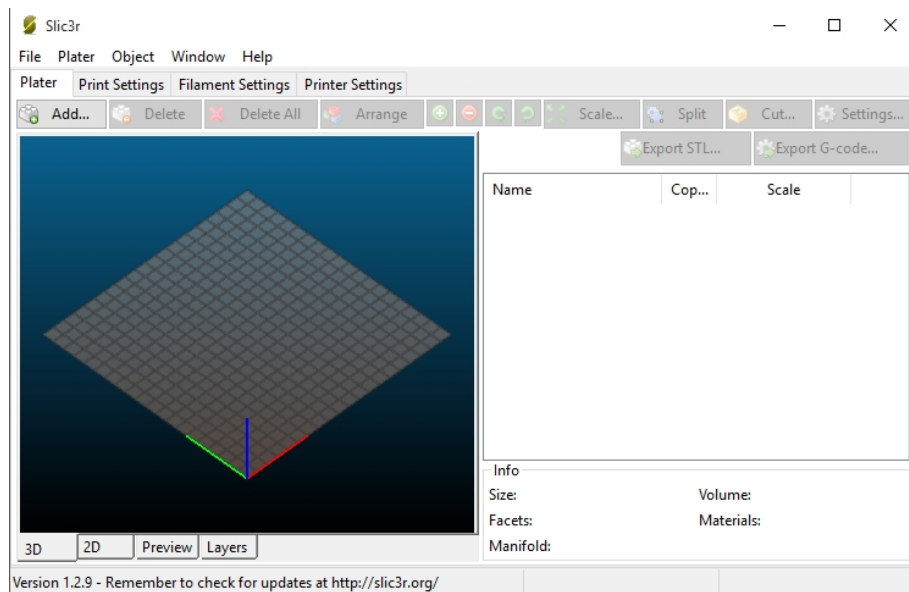 Slic3r
File Plater Object Window Help
Plater Print Settings Filament Settings Printer Settings
Add... Delete Delete All Arrange Scale... Split Cut... Settings...
Export STL... Export G-code...
Name Cop... Scale
Info
Size: Volume:
Facets: Materials:
Manifold:
3D 2D Preview Layers
Version 1.2.9 - Remember to check for updates at http://slic3r.org/